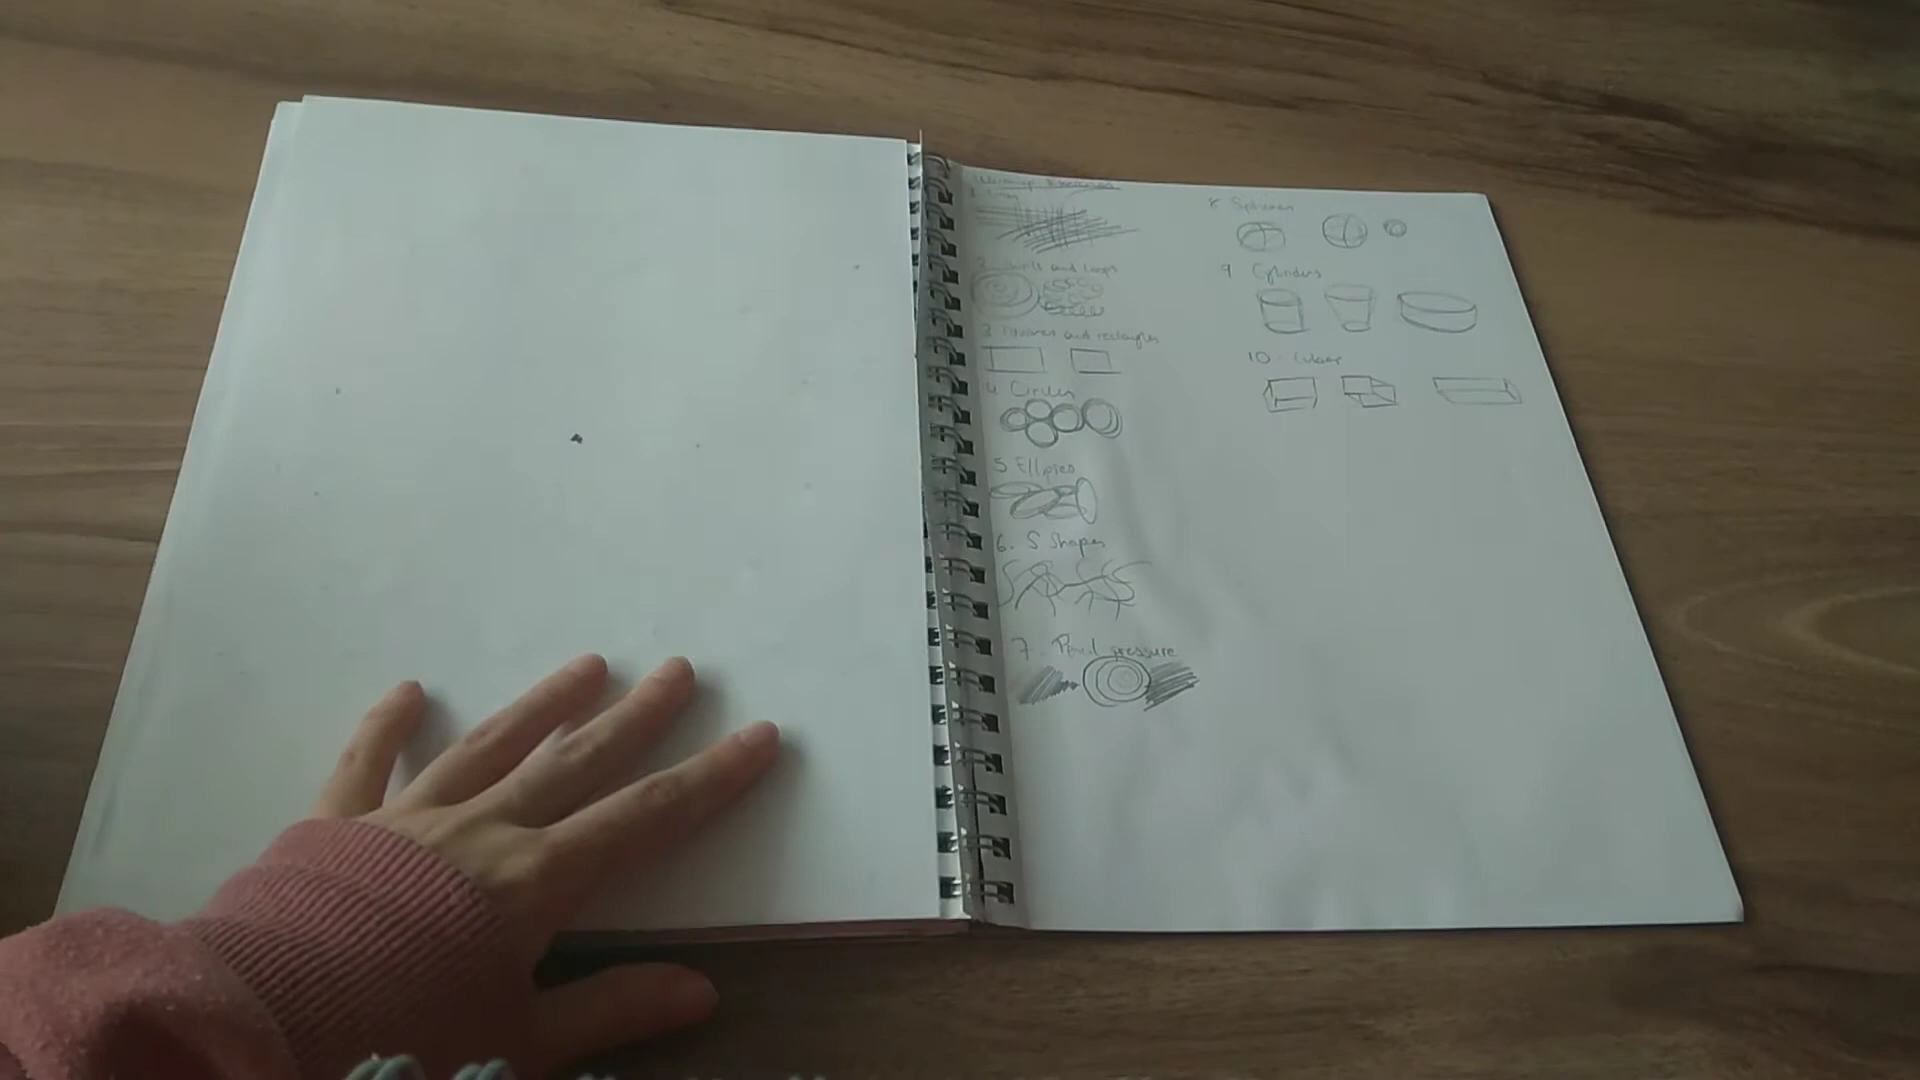 Warmup Exercises
1. Lines
2. Swirls and loops
3 Squares and rectangles
4 Circles
5 Ellipses
6. S Shapes
7. Pencil pressure
8 Spheres
9 Cylinders
10. Cubes